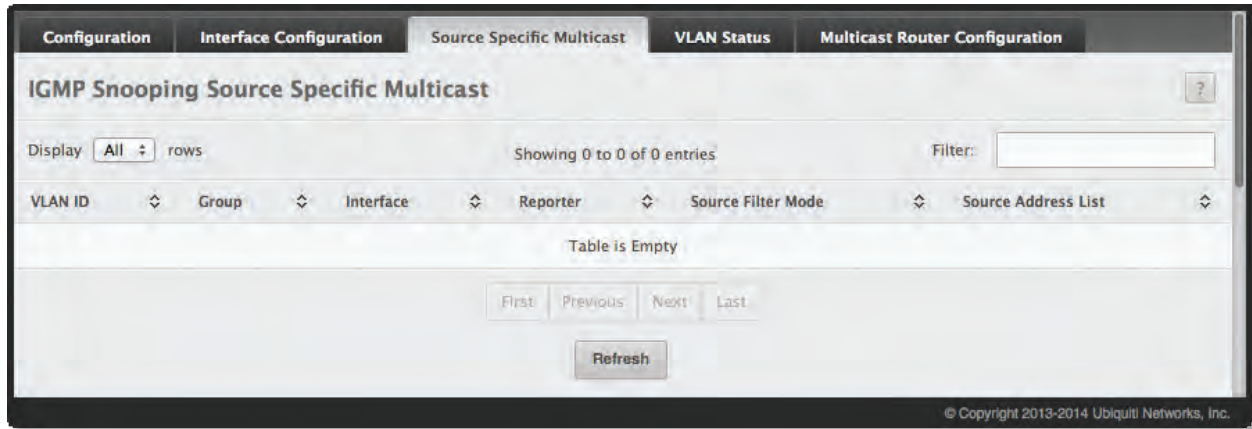 Configuration Interface Configuration Source Specific Multicast VLAN Status Multicast Router Configuration
IGMP Snooping Source Specific Multicast ?
Display All rows Showing 0 to 0 of 0 entries Filter:
VLAN ID Group Interface Reporter Source Filter Mode Source Address List
Table is Empty
First Previous Next Last
Refresh
© Copyright 2013-2014 Ubiquiti Networks, Inc.